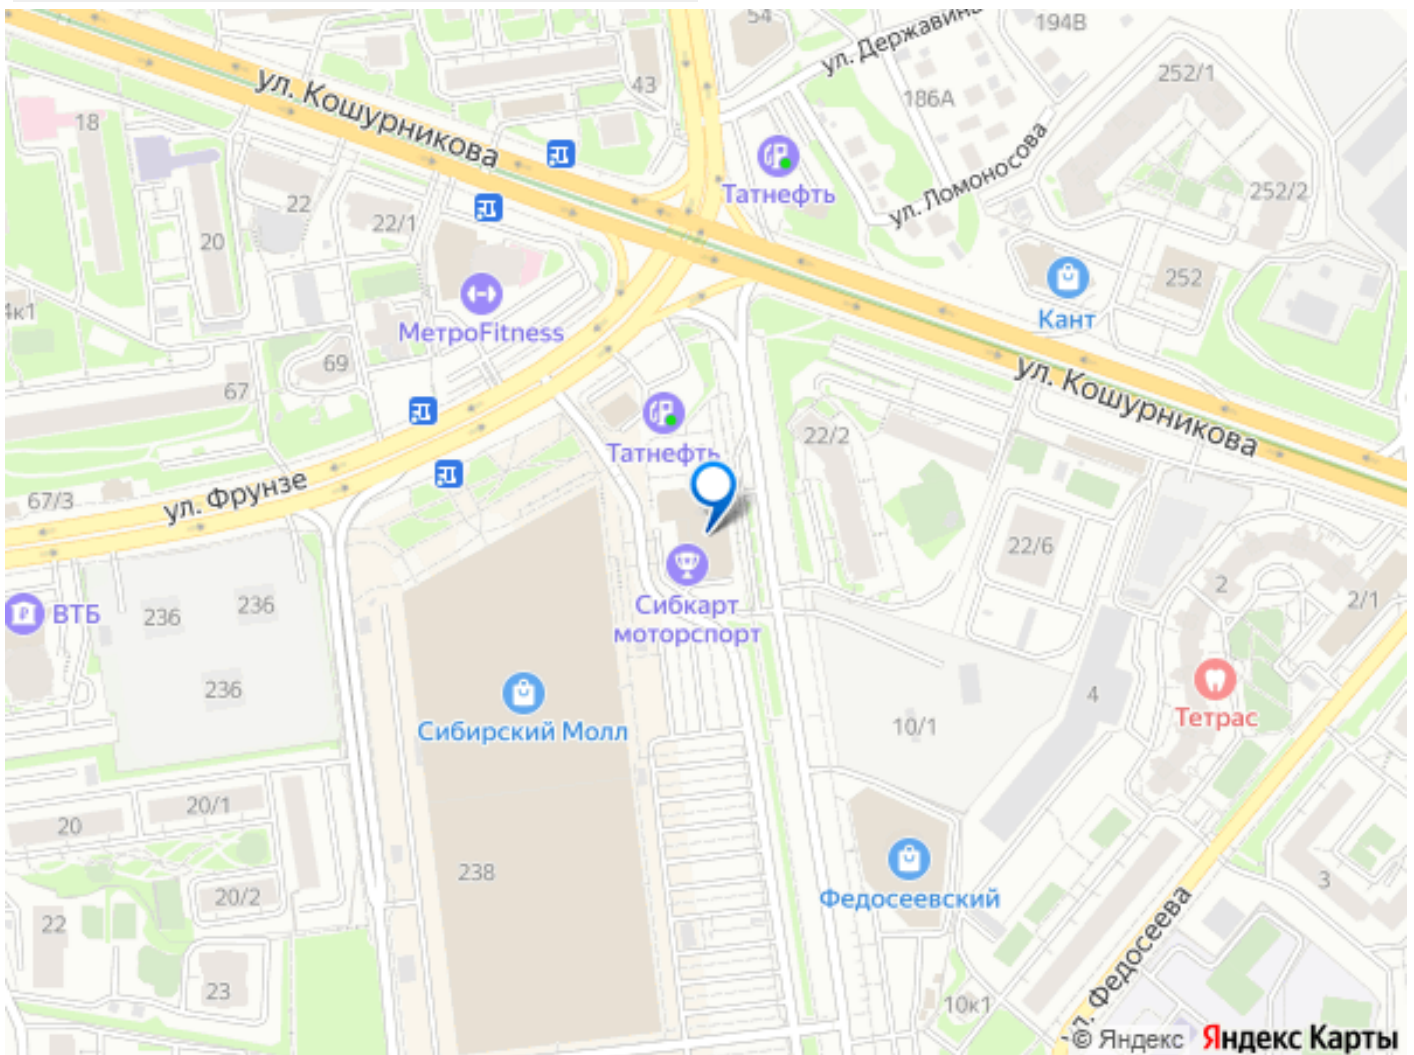 54
ул. Державина
194В
252/1
43
186А
ул. Кошурникова
18
Татнефть
ул. Ломоносова
252/2
22
22/1
20
252
4к1
МетроFitness
Кант
69
67
ул. Кошурникова
Татнефть
22/2
67/3
ул. Фрунзе
22/6
2
2/1
236
236
ВТБ
Сибкарт
моторспорт
236
4
Тетрас
Сибирский Молл
10/1
20/1
20
238
3
20/2
Федосеевский
22
23
10к1
ул. Федосеева
© Яндекс Яндекс Карты